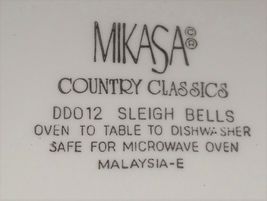 MIKASA ©®
COUNTRY CLASSICS
DD012 SLEIGH BELLS
OVEN TO TABLE TO DISHWASHER
SAFE FOR MICROWAVE OVEN
MALAYSIA-E